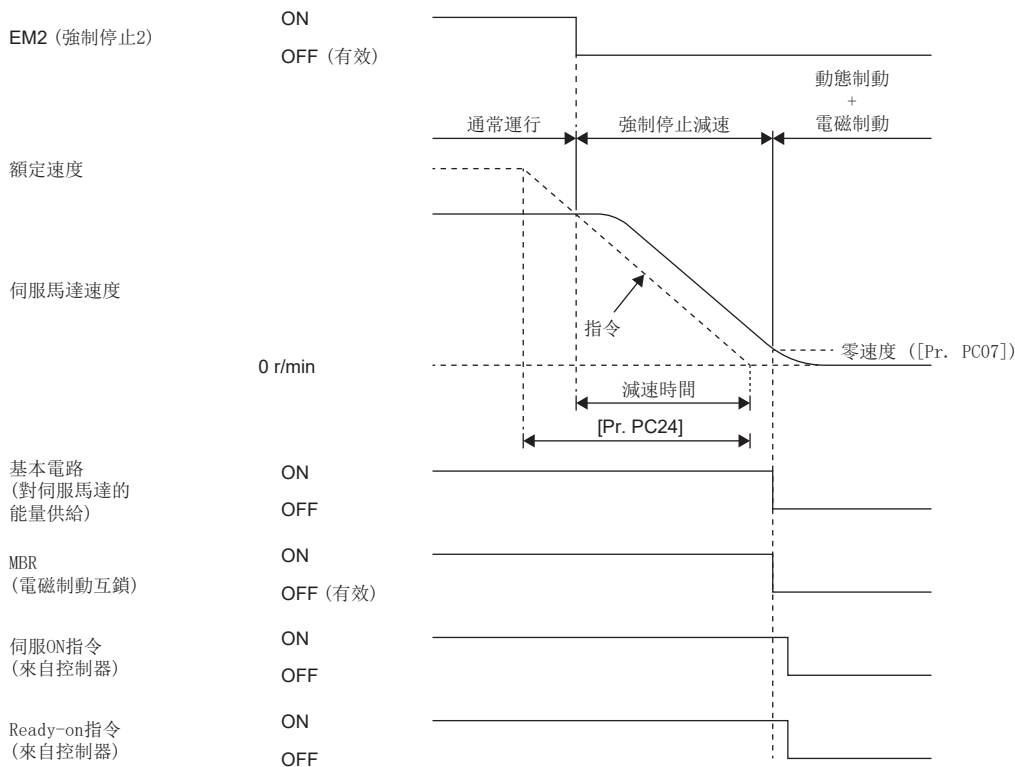 EM2 (強制停止2)
ON
OFF (有效)
動態制動
+
電磁制動
通常運行
強制停止減速
額定速度
伺服馬達速度
指令
零速度 ([Pr. PC07])
0 r/min
減速時間
[Pr. PC24]
基本電路
(對伺服馬達的
能量供給)
ON
OFF
MBR
(電磁制動互鎖)
ON
OFF (有效)
伺服ON指令
(來自控制器)
ON
OFF
Ready-on指令
(來自控制器)
ON
OFF